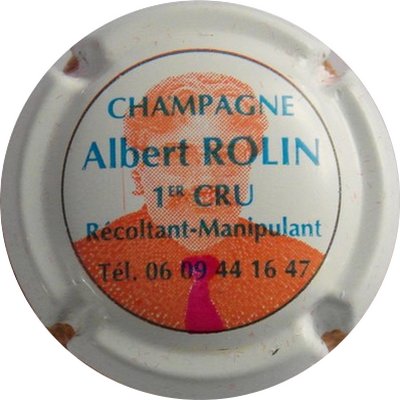 CHAMPAGNE
Albert ROLIN
1ER CRU
Récoltant-Manipulant
Tél. 06 09 44 16 47